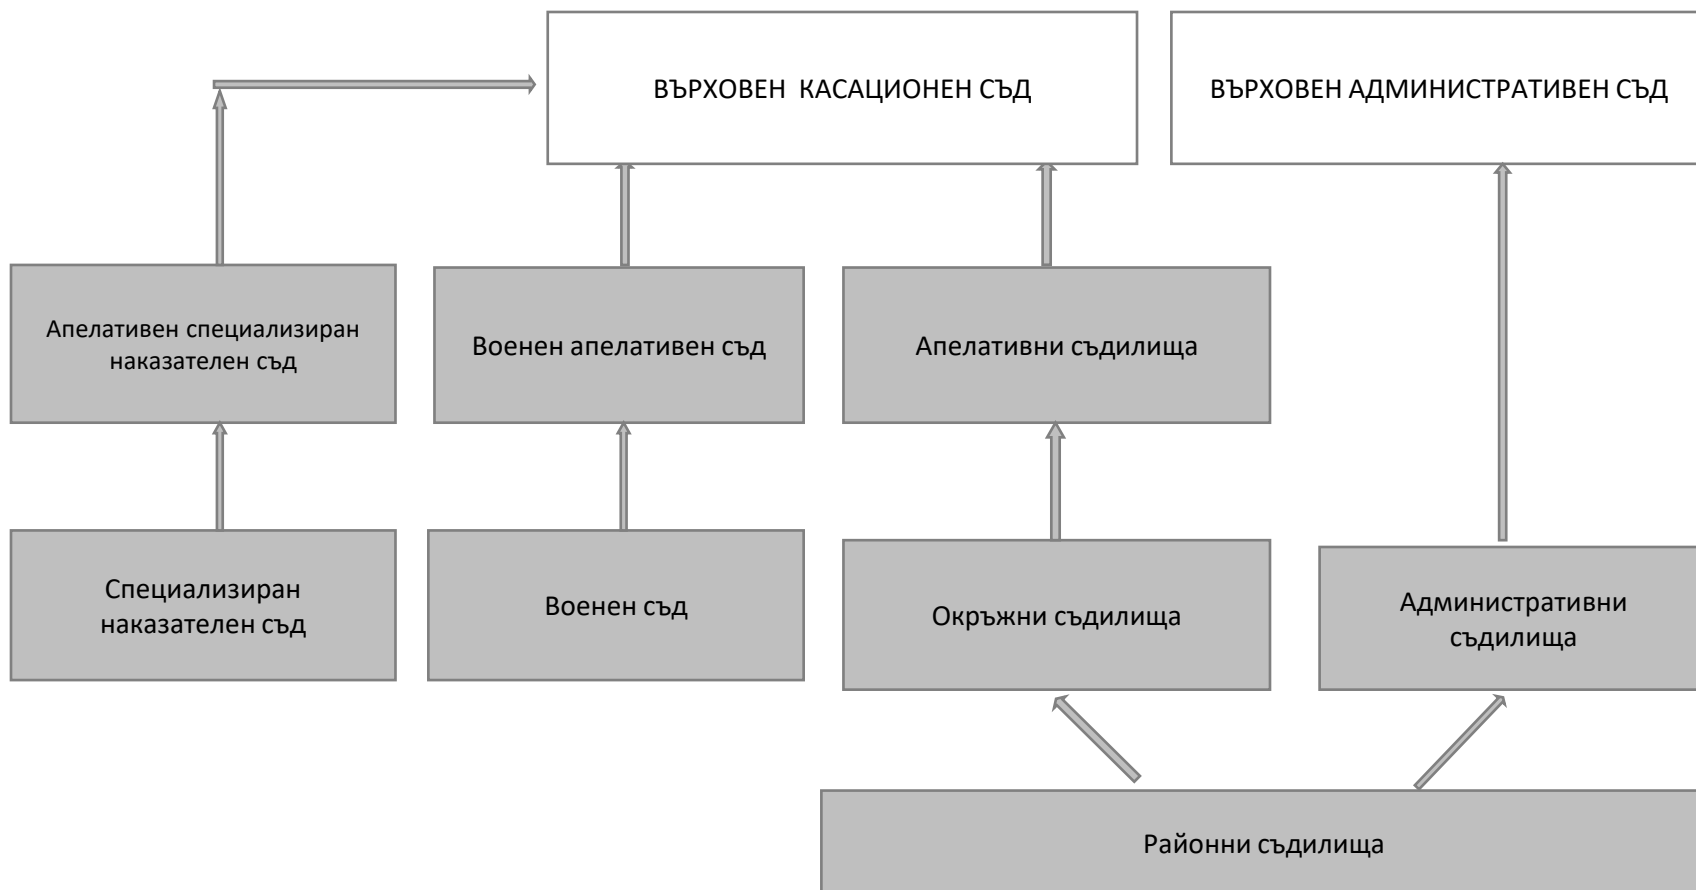 ВЪРХОВЕН КАСАЦИОНЕН СЪД
ВЪРХОВЕН АДМИНИСТРАТИВЕН СЪД
Апелативен специализиран
наказателен съд
Военен апелативен съд
Апелативни съдилища
Специализиран
наказателен съд
Военен съд
Окръжни съдилища
Административни
съдилища
Районни съдилища